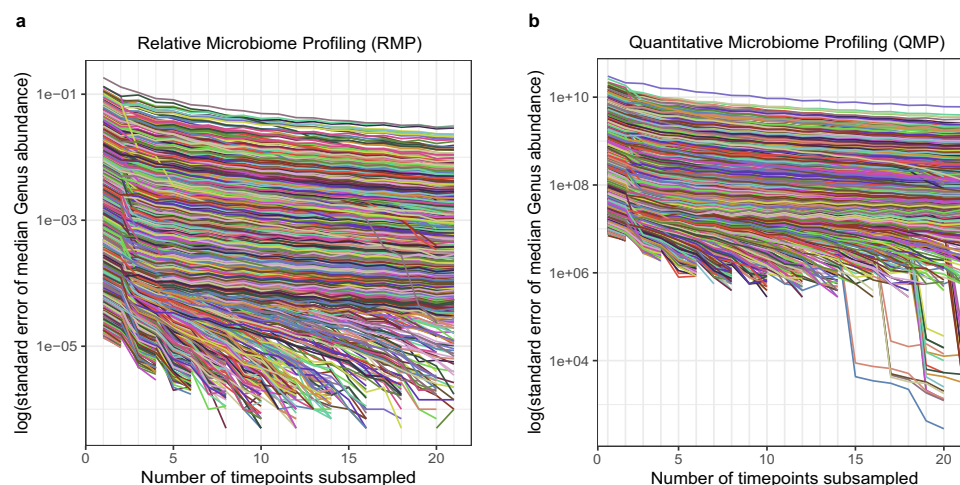 a
Relative Microbiome Profiling (RMP)
log(standard error of median Genus abundance)
1e−01
1e−03
1e−05
0 5 10 15 20
Number of timepoints subsampled
b
Quantitative Microbiome Profiling (QMP)
log(standard error of median Genus abundance)
1e+10
1e+08
1e+06
1e+04
0 5 10 15 20
Number of timepoints subsampled